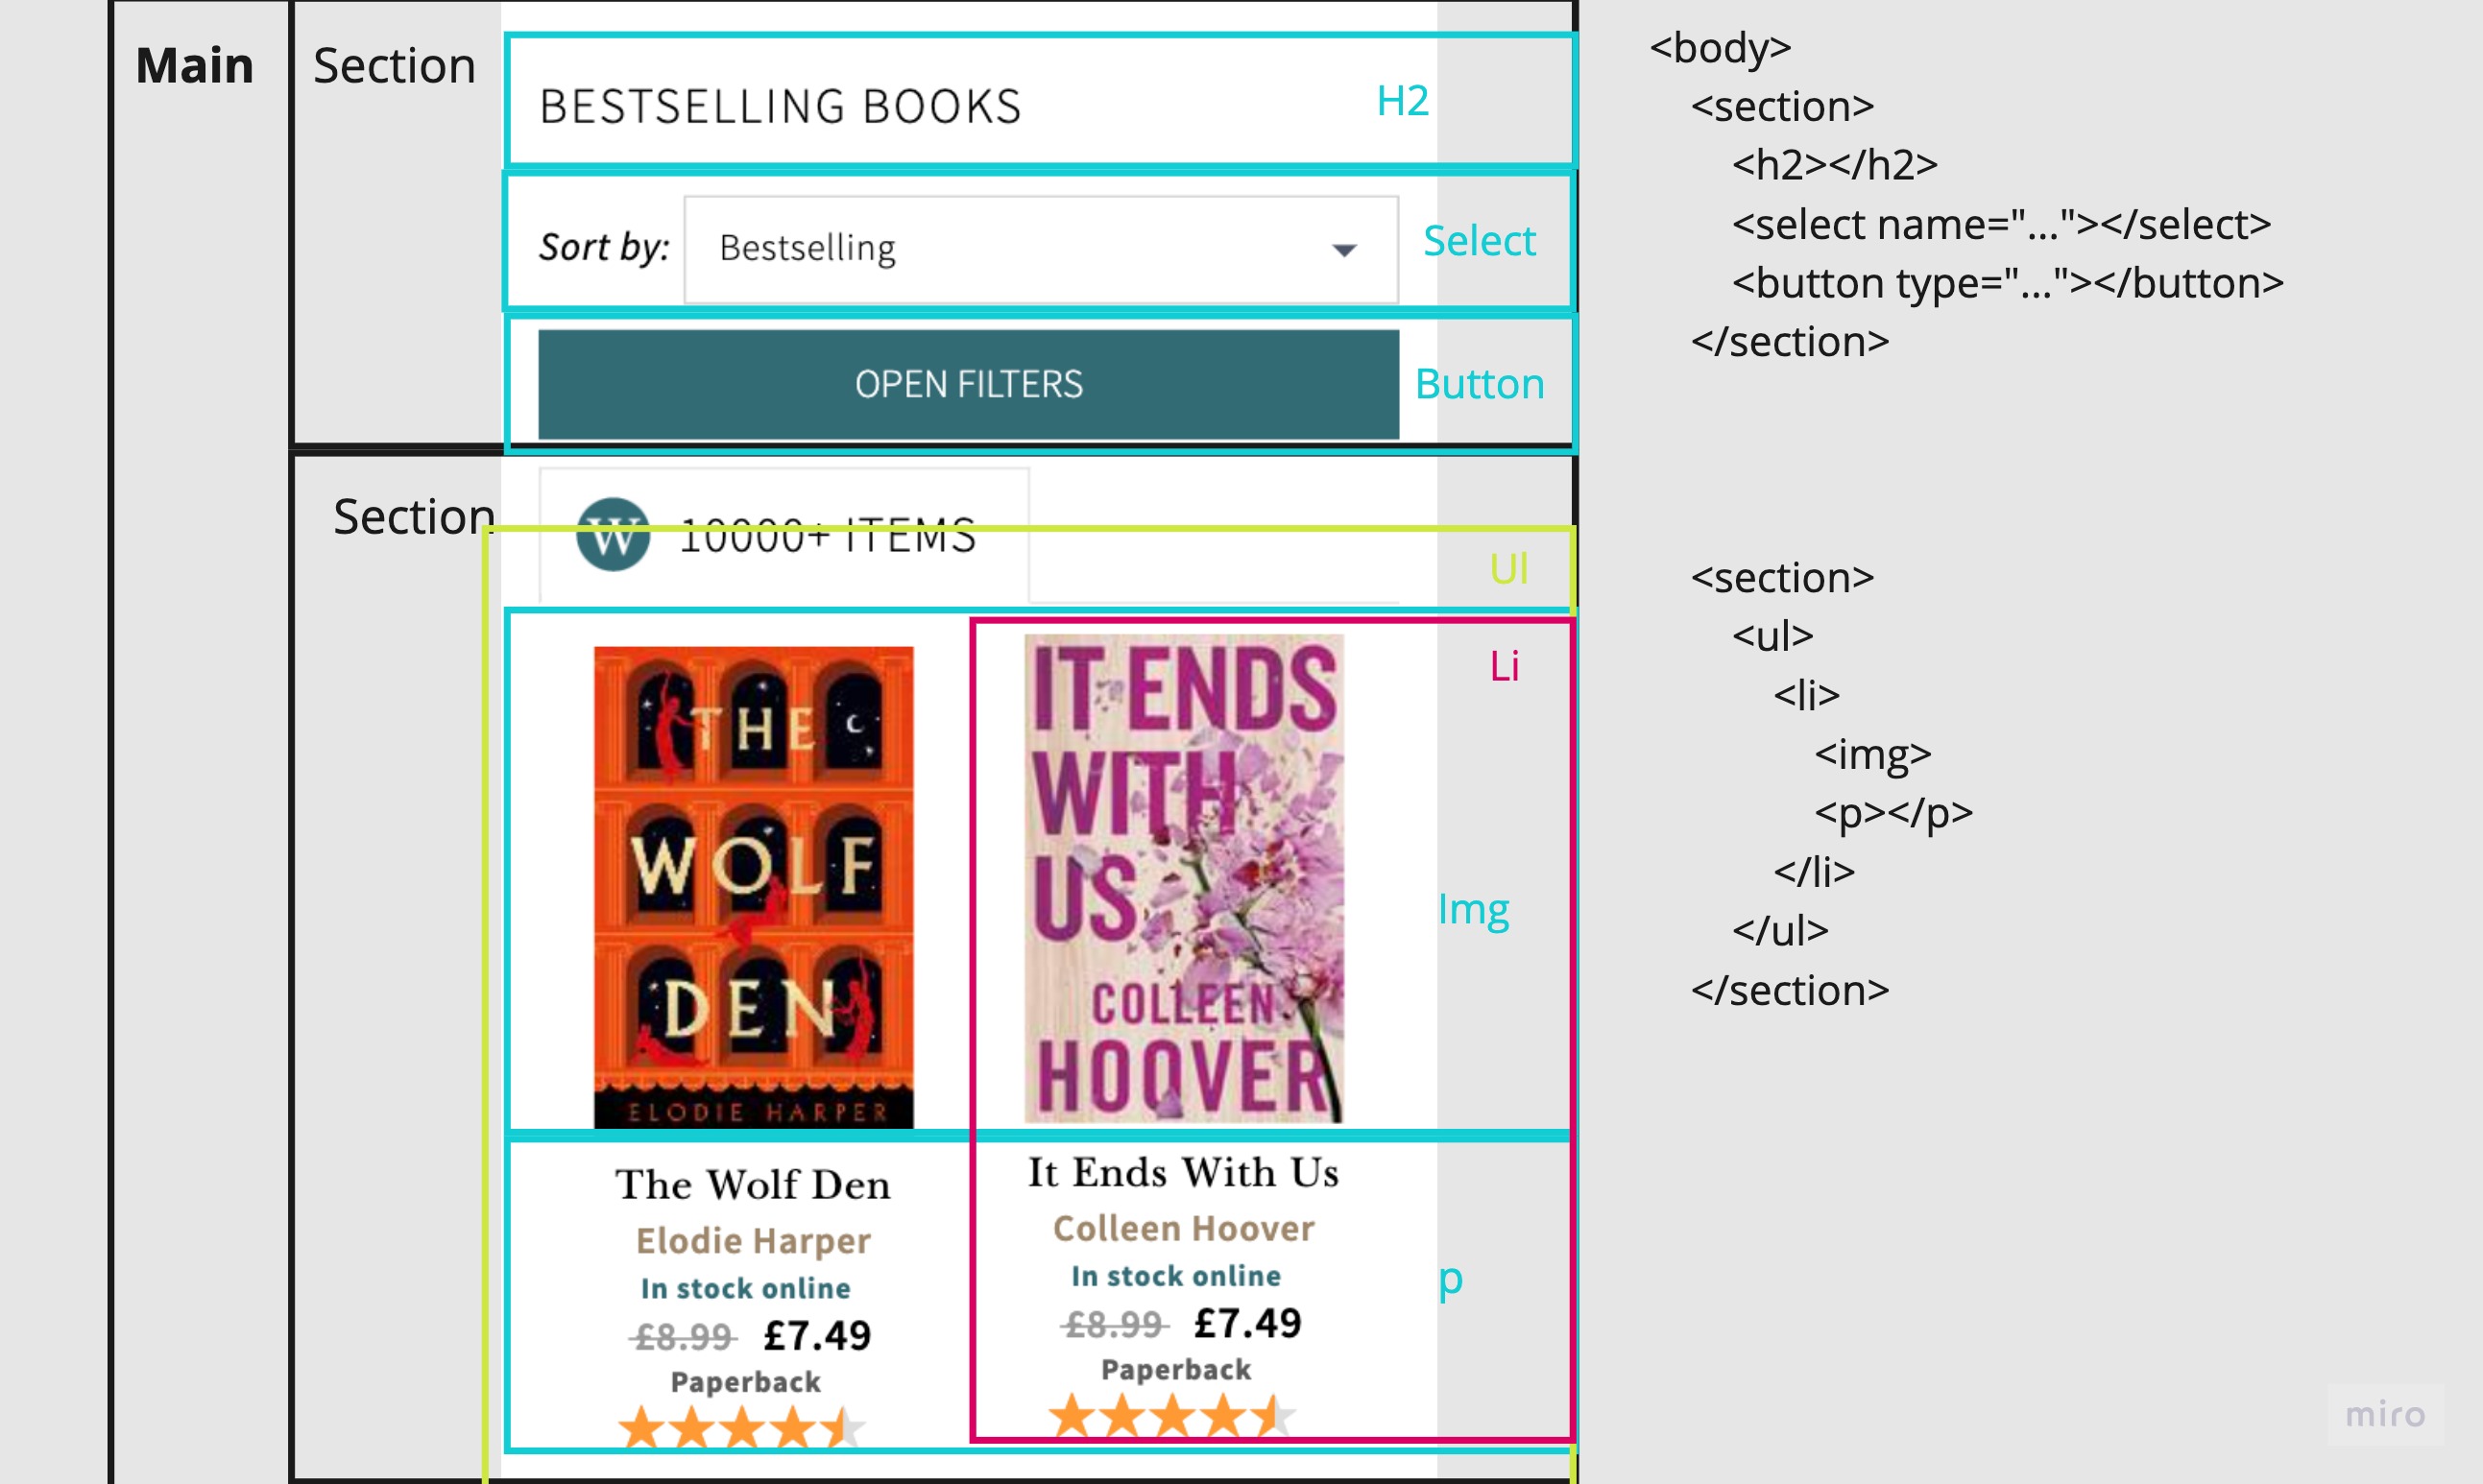 Main
Section
BESTSELLING BOOKS
H2
Sort by:
Bestselling
Select
OPEN FILTERS
Button
Section
W
10000+ ITEMS
Ul
THE
WOLF
DEN
ELODIE HARPER
IT ENDS
WITH
US
COLLEEN
HOOVER
Li
Img
The Wolf Den
Elodie Harper
In stock online
£8.99 £7.49
Paperback
It Ends With Us
Colleen Hoover
In stock online
£8.99 £7.49
Paperback
p
<body>
<section>
<h2></h2>
<select name="..."></select>
<button type="..."></button>
</section>
<section>
<ul>
<li>
<img>
<p></p>
</li>
</ul>
</section>
miro